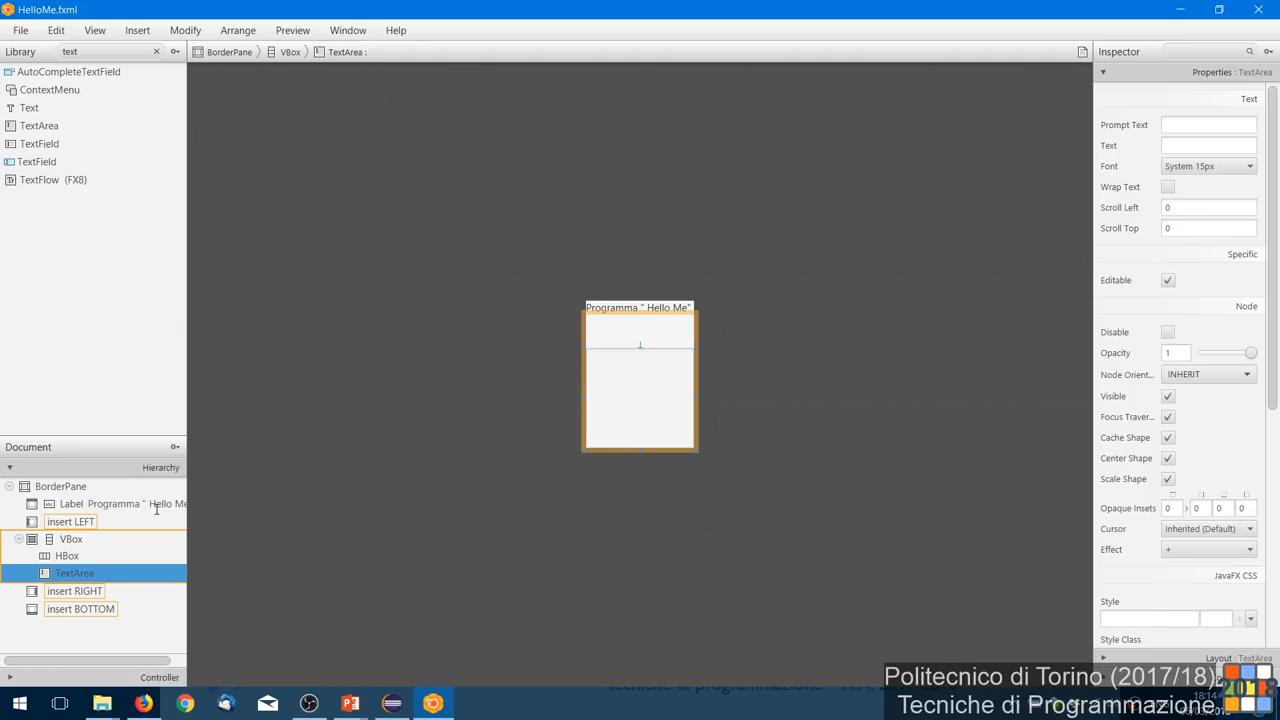 HelloMe.fxml
File Edit View Insert Modify Arrange Preview Window Help
Library text
BorderPane VBox TextArea :
Inspector
AutoCompleteTextField
ContextMenu
Text
TextArea
TextField
TextField
TextFlow (FX8)
Programma " Hello Me"
Document
Hierarchy
BorderPane
Label Programma " Hello Me
insert LEFT
VBox
HBox
TextArea
insert RIGHT
insert BOTTOM
Controller
Properties : TextArea
Text
Prompt Text
Text
Font System 15px
Wrap Text
Scroll Left 0
Scroll Top 0
Specific
Editable
Node
Disable
Opacity 1
Node Orient... INHERIT
Visible
Focus Traver...
Cache Shape
Center Shape
Scale Shape
Opaque Insets 0 0 0 0
Cursor Inherited (Default)
Effect +
JavaFX CSS
Style
Style Class
Layout : TextArea
Politecnico di Torino (2017/18)
Tecniche di Programmazione
2018
18:14